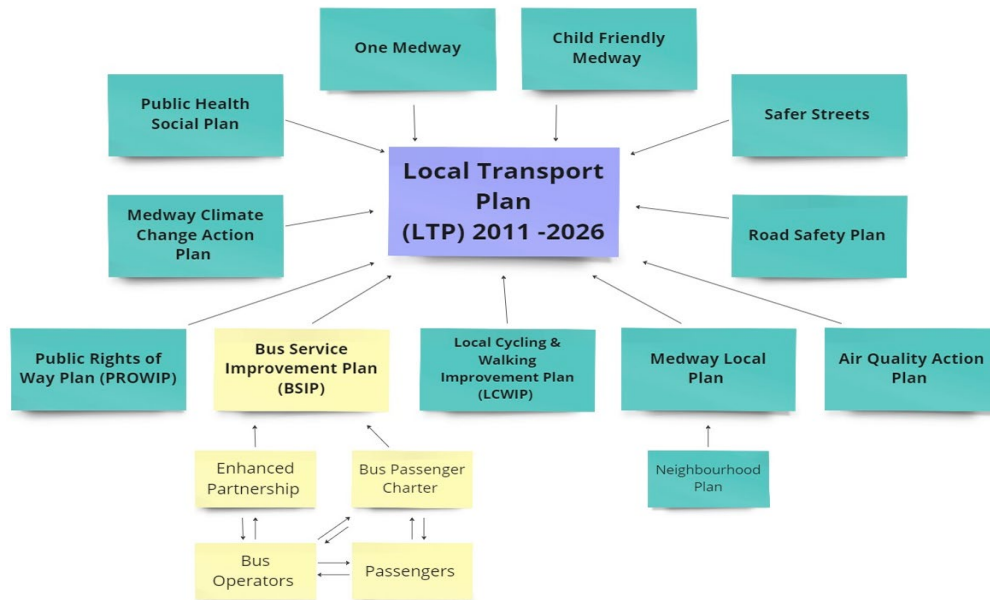 One Medway
Child Friendly
Medway
Public Health
Social Plan
Safer Streets
Local Transport
Plan
(LTP) 2011 -2026
Medway Climate
Change Action
Plan
Road Safety Plan
Public Rights of
Way Plan (PROWIP)
Bus Service
Improvement Plan
(BSIP)
Local Cycling &
Walking
Improvement Plan
(LCWIP)
Medway Local
Plan
Air Quality Action
Plan
Enhanced
Partnership
Bus Passenger
Charter
Neighbourhood
Plan
Bus
Operators
Passengers